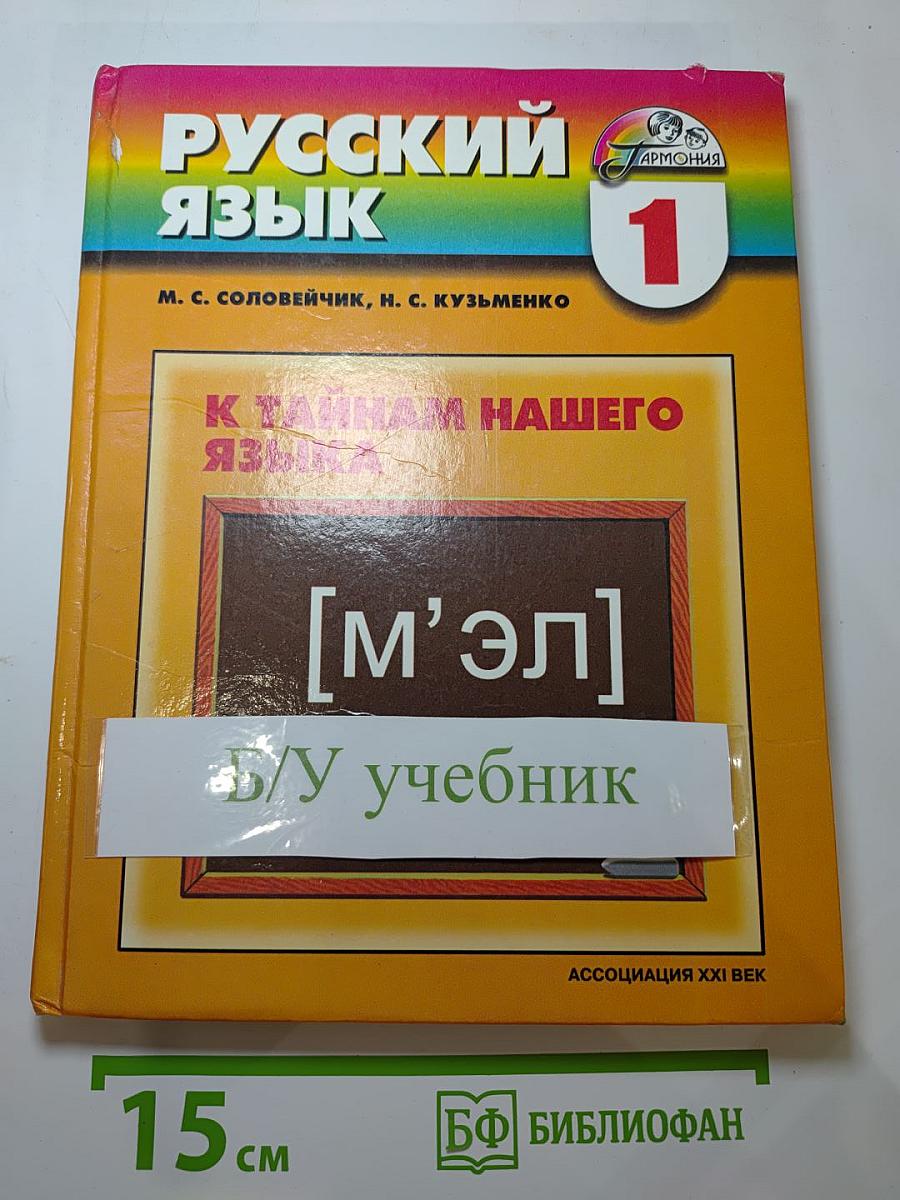 РУССКИЙ
ЯЗЫК
ГАРМОНИЯ
1
М. С. СОЛОВЕЙЧИК, Н. С. КУЗЬМЕНКО
К ТАЙНАМ НАШЕГО
ЯЗЫКА
[м’эл]
Б/У учебник
АССОЦИАЦИЯ XXI ВЕК
15 см
БФ БИБЛИОФАН